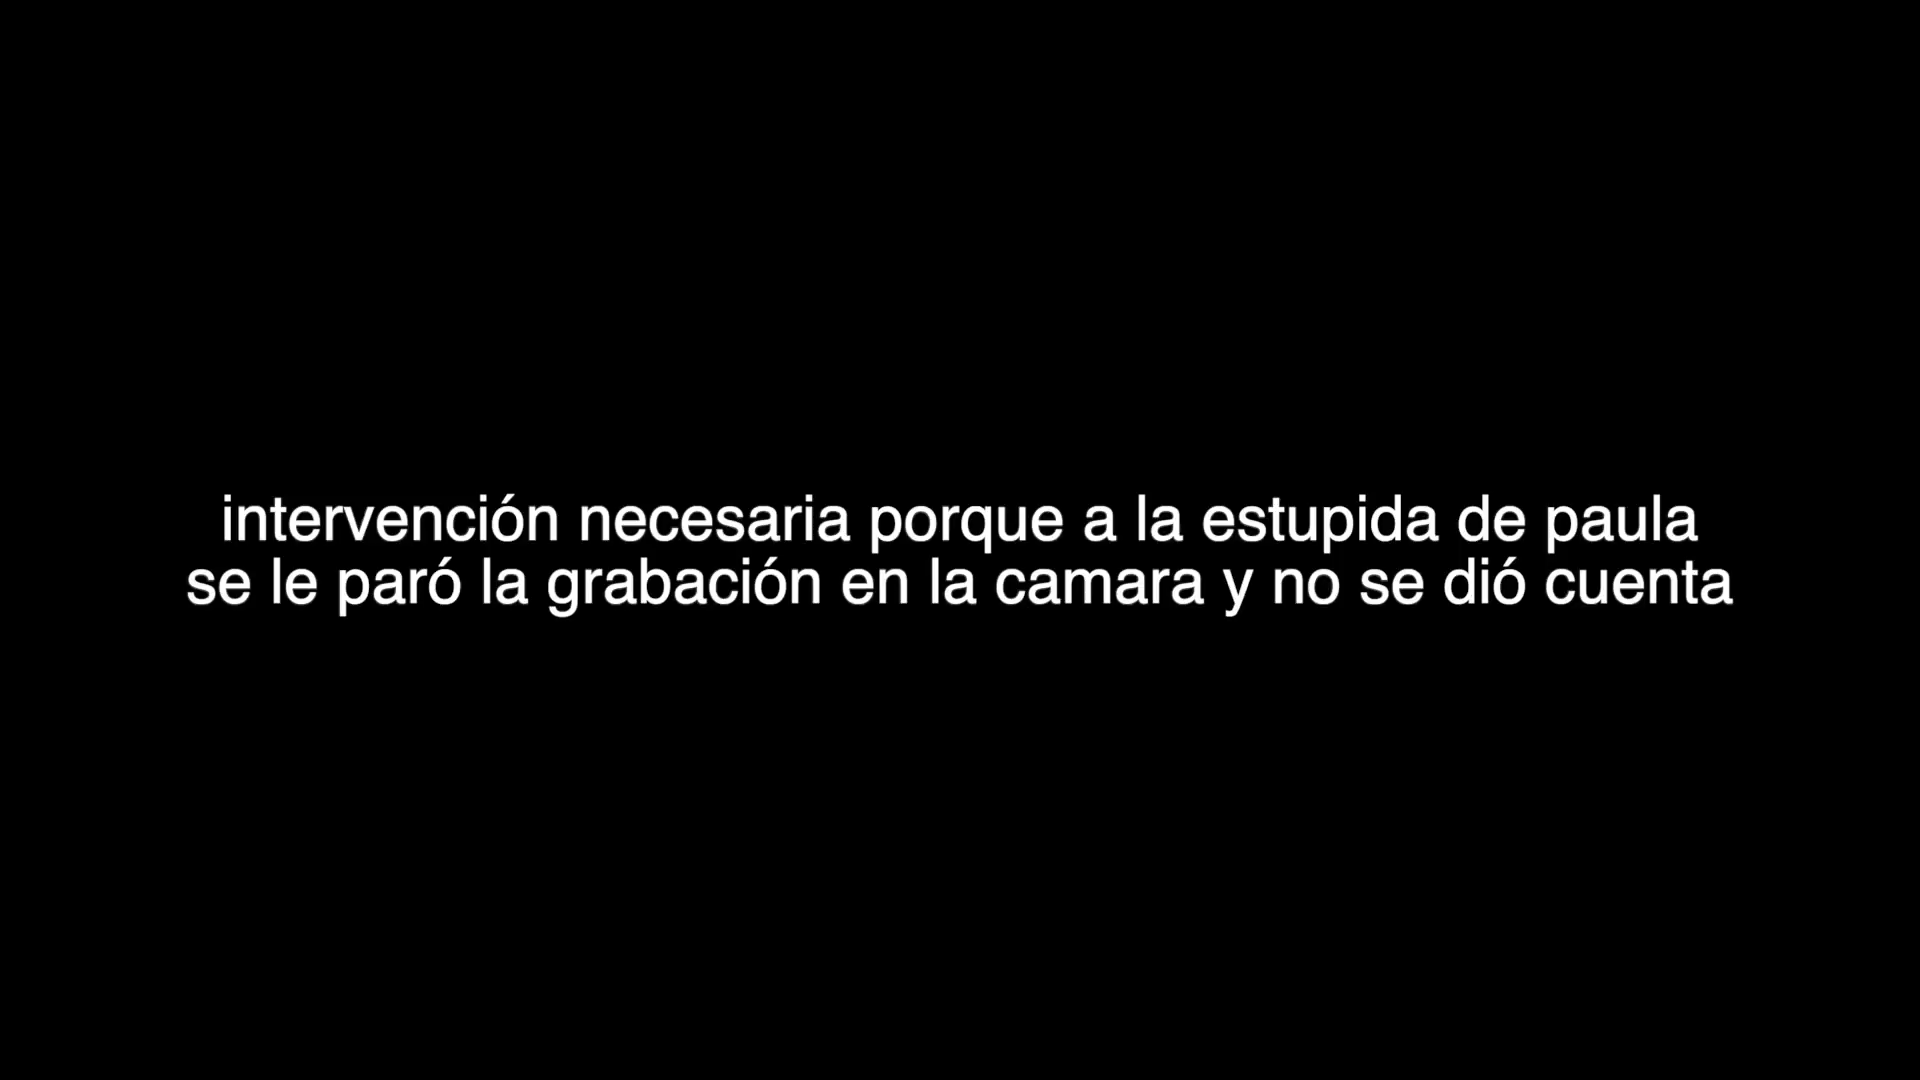 intervención necesaria porque a la estupida de paula
se le paró la grabación en la camara y no se dió cuenta